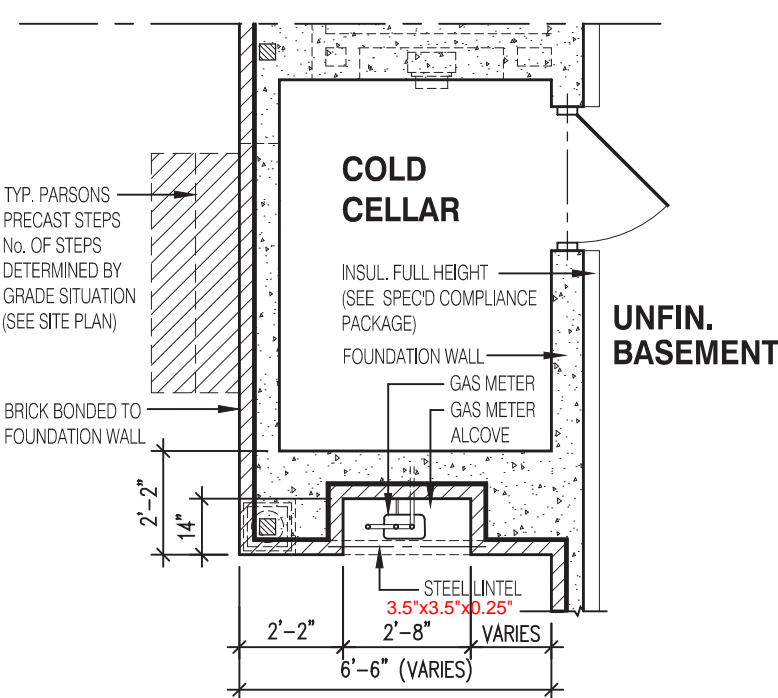 COLD
CELLAR
TYP. PARSONS
PRECAST STEPS
No. OF STEPS
DETERMINED BY
GRADE SITUATION
(SEE SITE PLAN)
INSUL. FULL HEIGHT
(SEE SPEC'D COMPLIANCE
PACKAGE)
FOUNDATION WALL
UNFIN.
BASEMENT
GAS METER
GAS METER
ALCOVE
BRICK BONDED TO
FOUNDATION WALL
2'-2"
14"
STEEL LINTEL
3.5"x3.5"x0.25"
2'-2"
2'-8"
VARIES
6'-6" (VARIES)